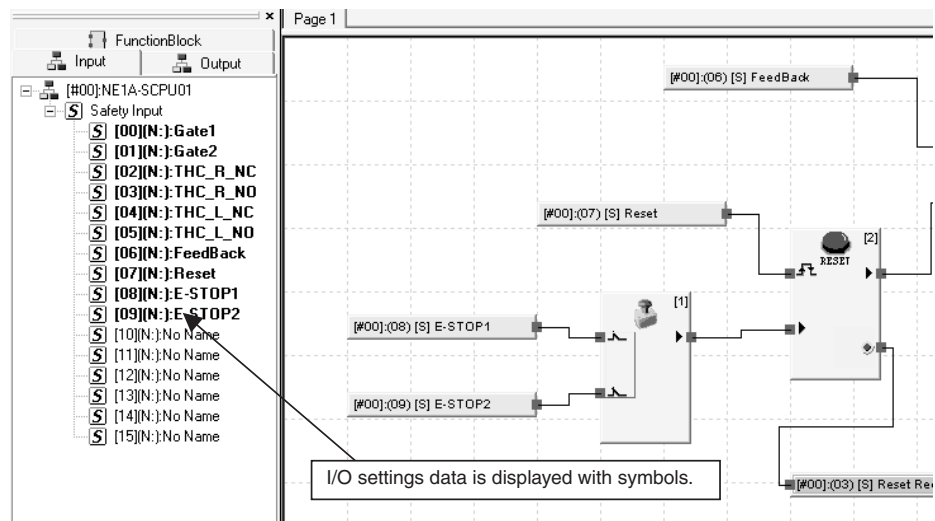 Page 1
FunctionBlock
Input
Output
[#00]:NE1A-SCPU01
Safety Input
S [00](N:):Gate1
S [01](N:):Gate2
S [02](N:):THC_R_NC
S [03](N:):THC_R_NO
S [04](N:):THC_L_NC
S [05](N:):THC_L_NO
S [06](N:):FeedBack
S [07](N:):Reset
S [08](N:):E-STOP1
S [09](N:):E-STOP2
S [10](N:):No Name
S [11](N:):No Name
S [12](N:):No Name
S [13](N:):No Name
S [14](N:):No Name
S [15](N:):No Name
[#00]:(06) [S] FeedBack
[#00]:(07) [S] Reset
[2]
RESET
[1]
[#00]:(08) [S] E-STOP1
[#00]:(09) [S] E-STOP2
I/O settings data is displayed with symbols.
[#00]:(03) [S] Reset